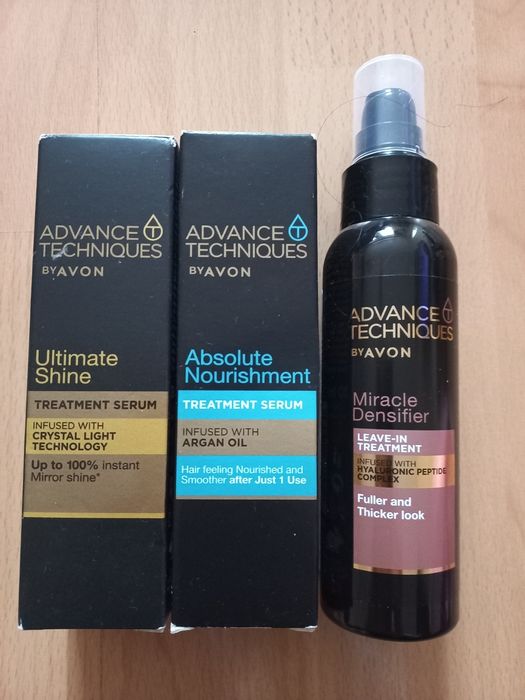 ADVANCE T
TECHNIQUES
BY AVON
Ultimate
Shine
TREATMENT SERUM
INFUSED WITH
CRYSTAL LIGHT
TECHNOLOGY
Up to 100% instant
Mirror shine*
ADVANCE T
TECHNIQUES
BY AVON
Absolute
Nourishment
TREATMENT SERUM
INFUSED WITH
ARGAN OIL
Hair feeling Nourished and
Smoother after Just 1 Use
ADVANCE T
TECHNIQUES
BY AVON
Miracle
Densifier
LEAVE-IN
TREATMENT
INFUSED WITH
HYALURONIC PEPTIDE
COMPLEX
Fuller and
Thicker look